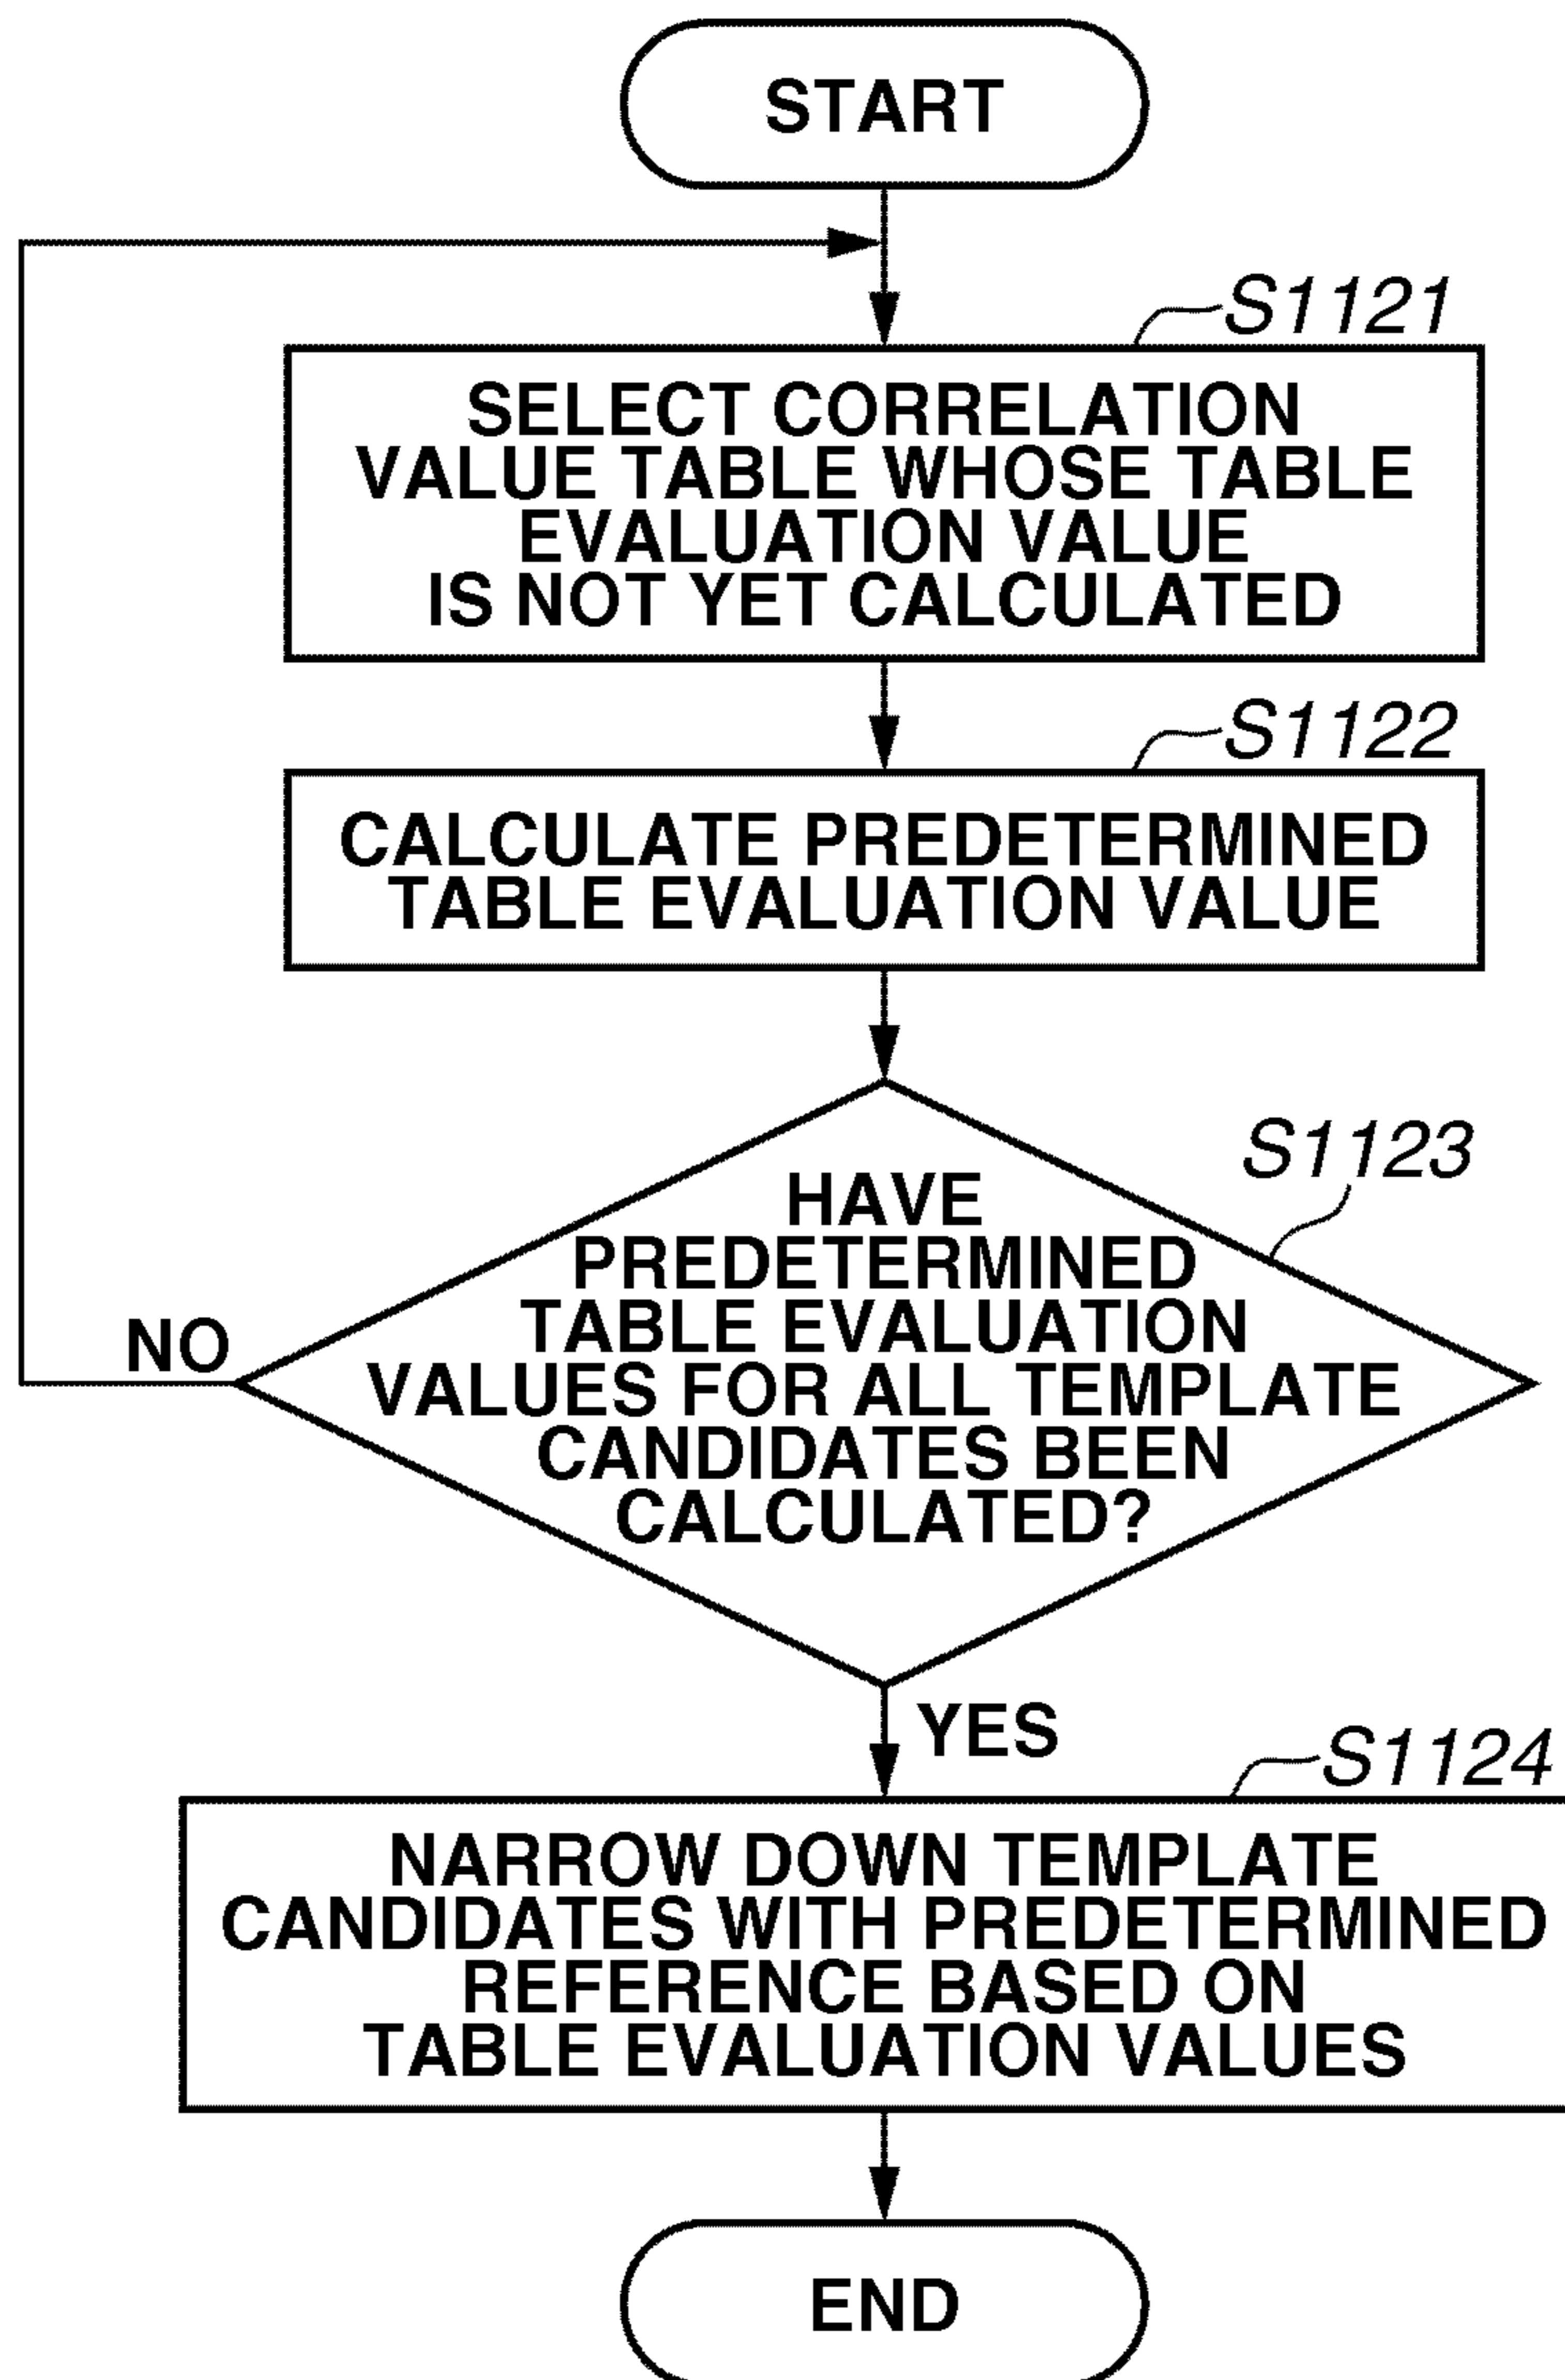 START
S1121
SELECT CORRELATION
VALUE TABLE WHOSE TABLE
EVALUATION VALUE
IS NOT YET CALCULATED
S1122
CALCULATE PREDETERMINED
TABLE EVALUATION VALUE
S1123
HAVE
PREDETERMINED
TABLE EVALUATION
VALUES FOR ALL TEMPLATE
CANDIDATES BEEN
CALCULATED?
NO
YES
S1124
NARROW DOWN TEMPLATE
CANDIDATES WITH PREDETERMINED
REFERENCE BASED ON
TABLE EVALUATION VALUES
END